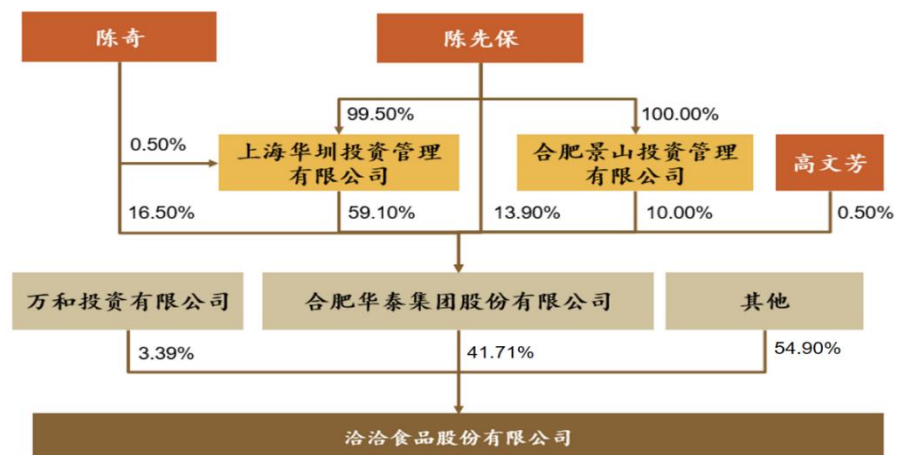 陈奇
陈先保
99.50%
100.00%
0.50%
上海华圳投资管理
有限公司
合肥景山投资管理
有限公司
高文芳
16.50%
59.10%
13.90%
10.00%
0.50%
万和投资有限公司
合肥华泰集团股份有限公司
其他
3.39%
41.71%
54.90%
洽洽食品股份有限公司